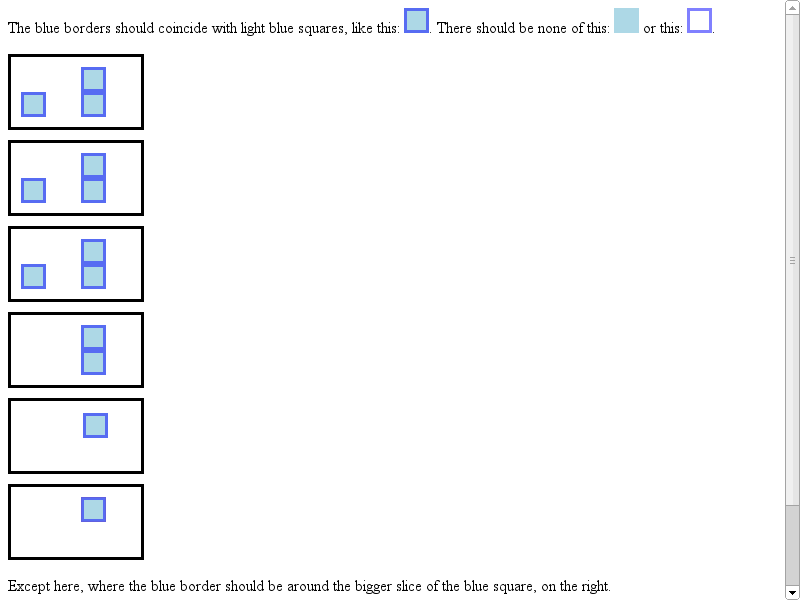 The blue borders should coincide with light blue squares, like this: . There should be none of this: or this: .
Except here, where the blue border should be around the bigger slice of the blue square, on the right.